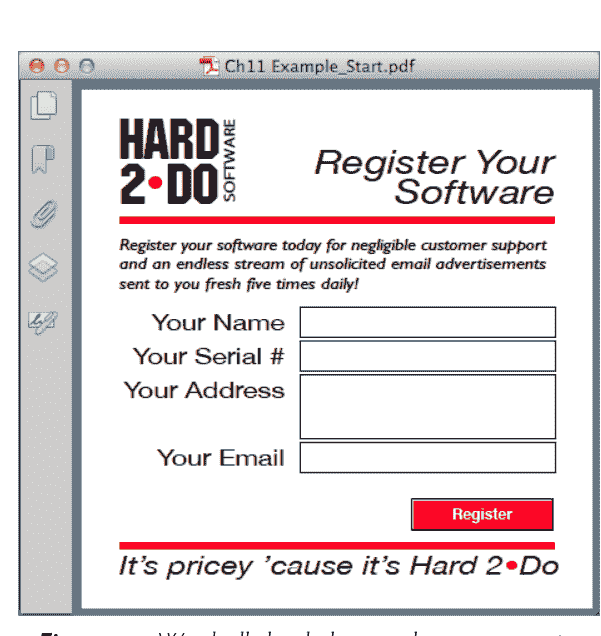 Ch11 Example_Start.pdf
HARD
2•DO
SOFTWARE
Register Your
Software
Register your software today for negligible customer support
and an endless stream of unsolicited email advertisements
sent to you fresh five times daily!
Your Name
Your Serial #
Your Address
Your Email
Register
It's pricey 'cause it's Hard 2•Do